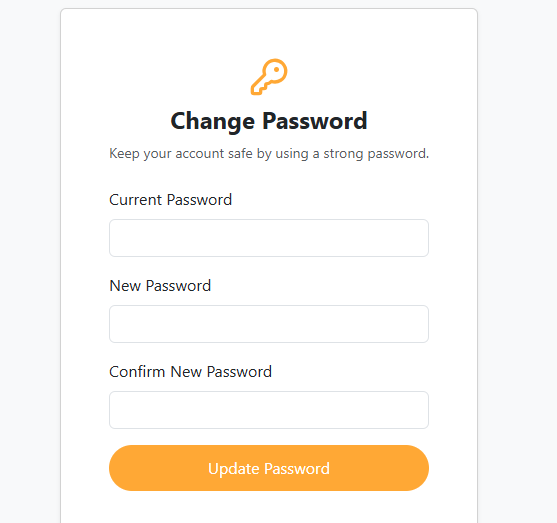 Change Password
Keep your account safe by using a strong password.
Current Password
New Password
Confirm New Password
Update Password